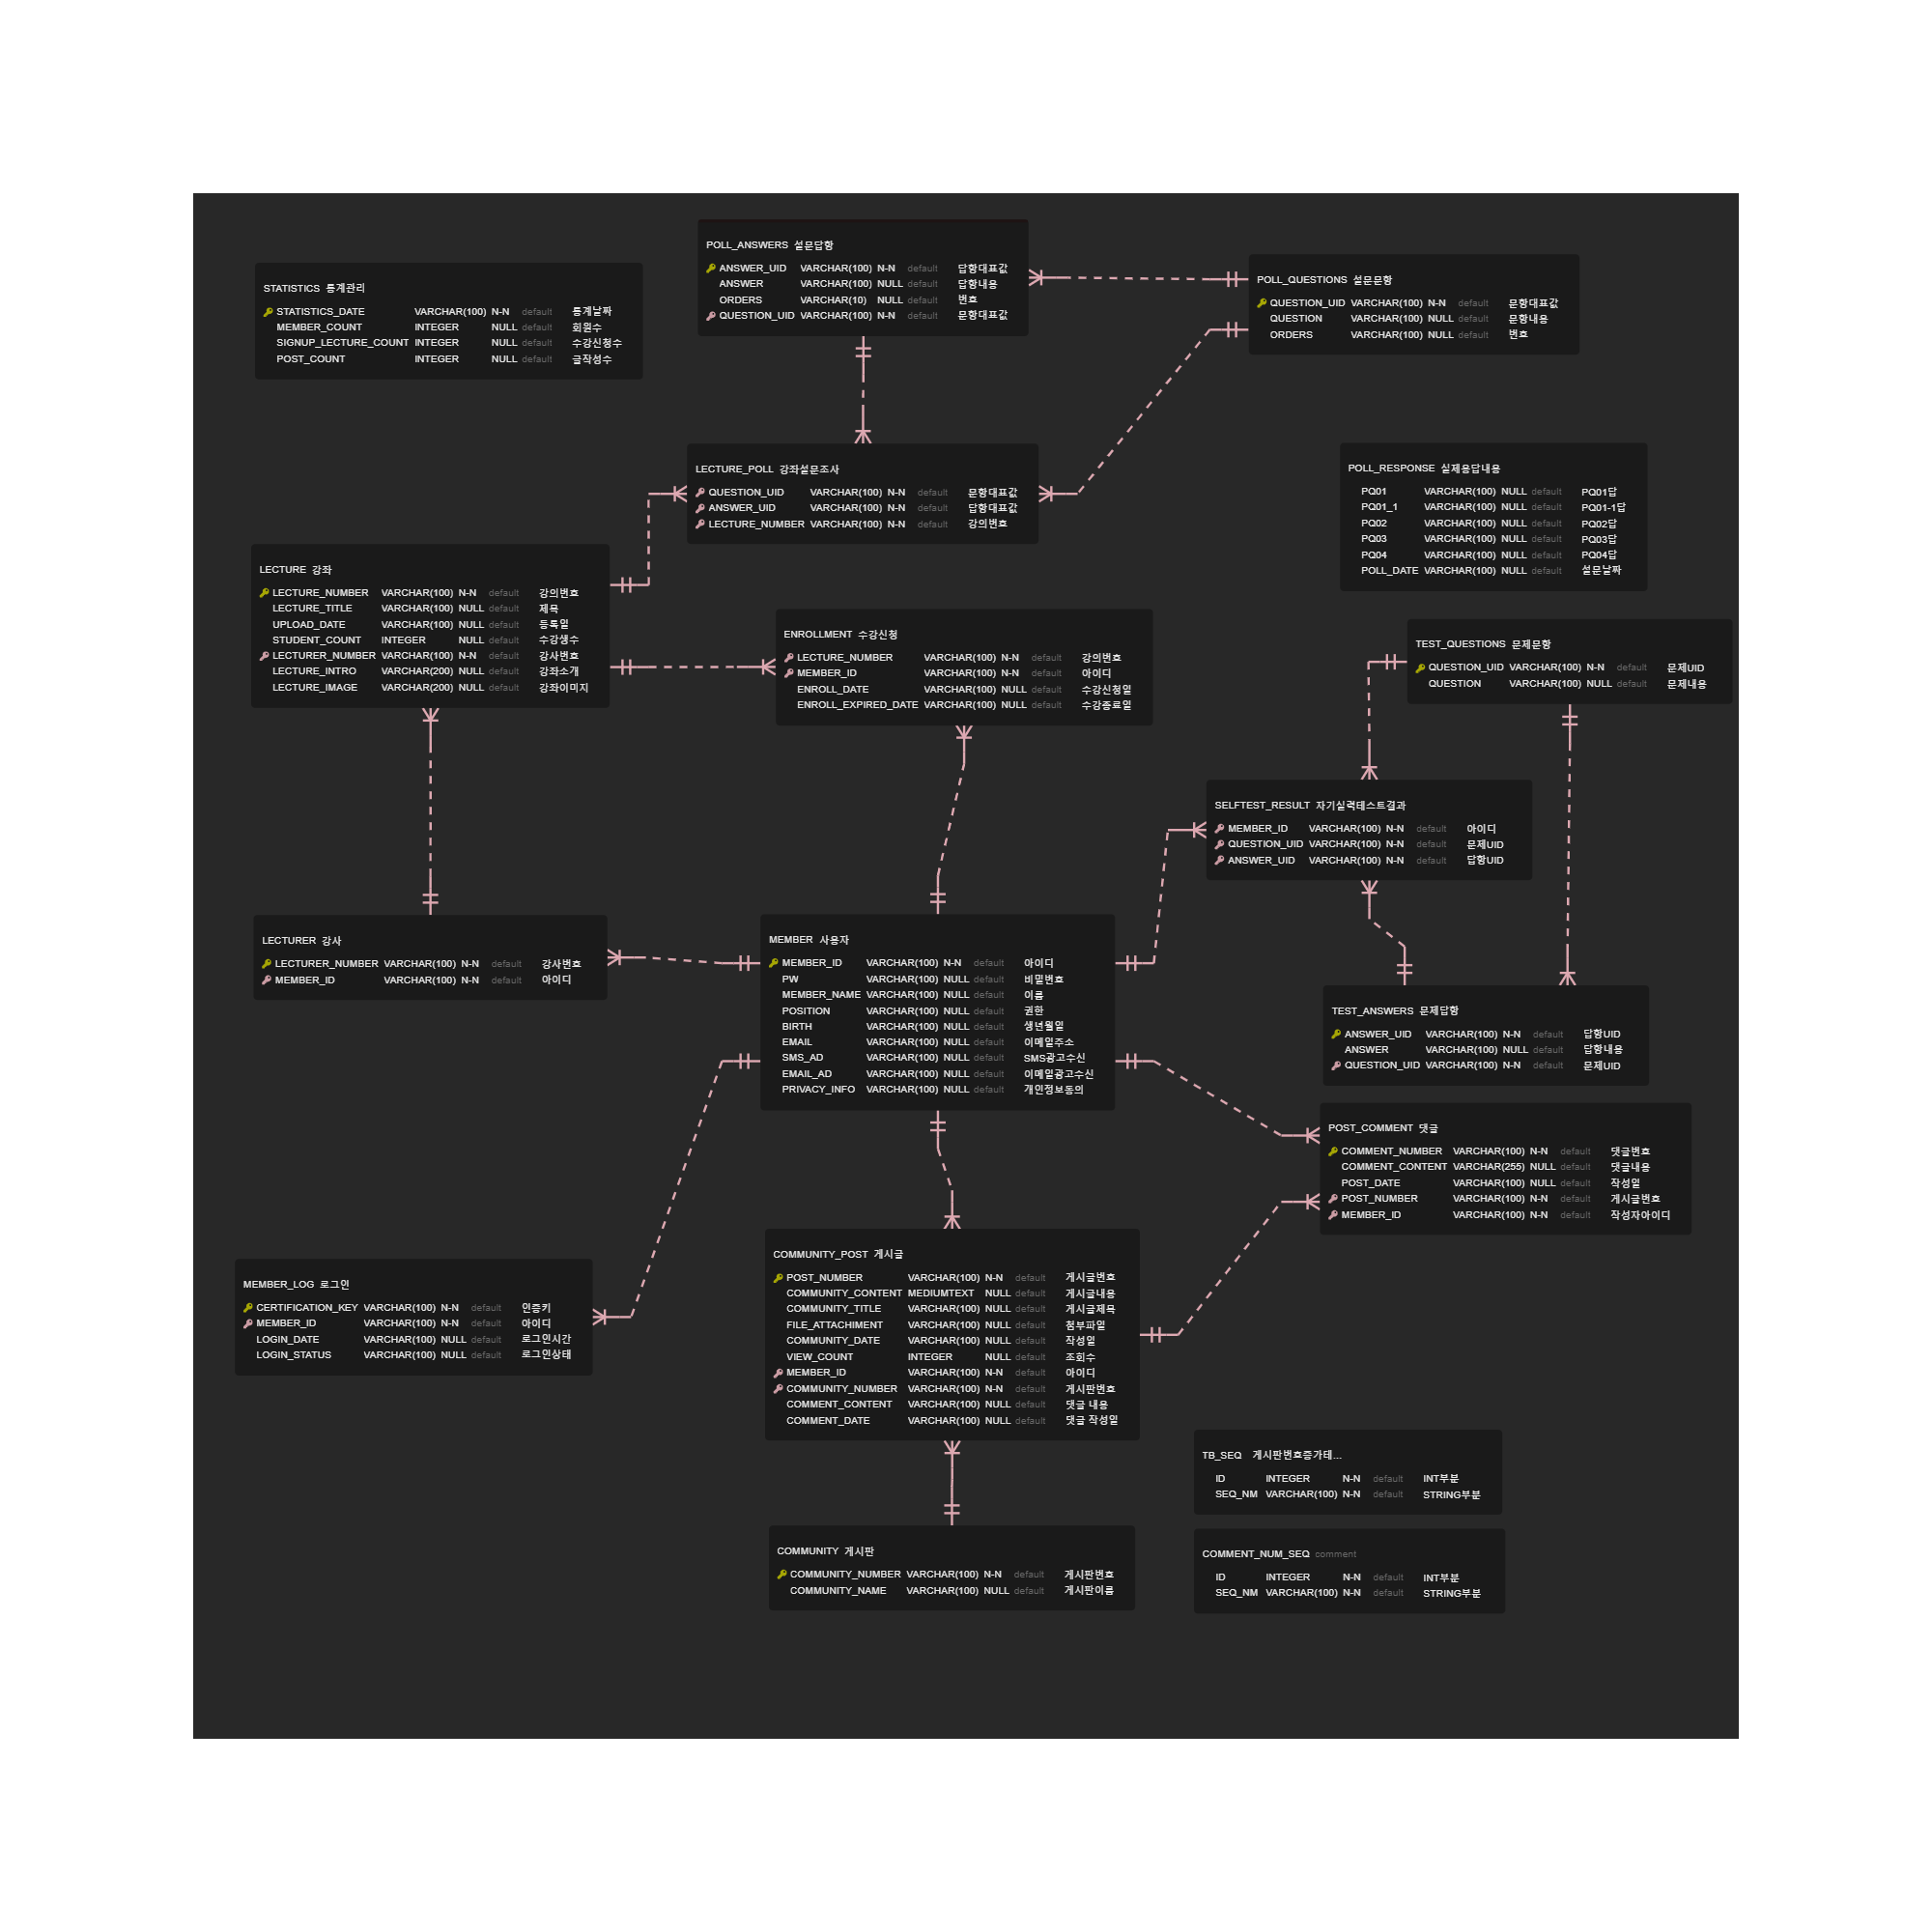 POLL_ANSWERS 설문답항
ANSWER_UID VARCHAR(100) N-N default 답항대표값
ANSWER VARCHAR(100) NULL default 답항내용
ORDERS VARCHAR(10) NULL default 번호
QUESTION_UID VARCHAR(100) N-N default 문항대표값
STATISTICS 통계관리
STATISTICS_DATE VARCHAR(100) N-N default 통계날짜
MEMBER_COUNT INTEGER NULL default 회원수
SIGNUP_LECTURE_COUNT INTEGER NULL default 수강신청수
POST_COUNT INTEGER NULL default 글작성수
POLL_QUESTIONS 설문문항
QUESTION_UID VARCHAR(100) N-N default 문항대표값
QUESTION VARCHAR(100) NULL default 문항내용
ORDERS VARCHAR(100) NULL default 번호
LECTURE_POLL 강좌설문조사
QUESTION_UID VARCHAR(100) N-N default 문항대표값
ANSWER_UID VARCHAR(100) N-N default 답항대표값
LECTURE_NUMBER VARCHAR(100) N-N default 강의번호
POLL_RESPONSE 실제응답내용
PQ01 VARCHAR(100) NULL default PQ01답
PQ01_1 VARCHAR(100) NULL default PQ01-1답
PQ02 VARCHAR(100) NULL default PQ02답
PQ03 VARCHAR(100) NULL default PQ03답
PQ04 VARCHAR(100) NULL default PQ04답
POLL_DATE VARCHAR(100) NULL default 설문날짜
LECTURE 강좌
LECTURE_NUMBER VARCHAR(100) N-N default 강의번호
LECTURE_TITLE VARCHAR(100) NULL default 제목
UPLOAD_DATE VARCHAR(100) NULL default 등록일
STUDENT_COUNT INTEGER NULL default 수강생수
LECTURER_NUMBER VARCHAR(100) N-N default 강사번호
LECTURE_INTRO VARCHAR(200) NULL default 강좌소개
LECTURE_IMAGE VARCHAR(200) NULL default 강좌이미지
ENROLLMENT 수강신청
LECTURE_NUMBER VARCHAR(100) N-N default 강의번호
MEMBER_ID VARCHAR(100) N-N default 아이디
ENROLL_DATE VARCHAR(100) NULL default 수강신청일
ENROLL_EXPIRED_DATE VARCHAR(100) NULL default 수강종료일
TEST_QUESTIONS 문제문항
QUESTION_UID VARCHAR(100) N-N default 문제UID
QUESTION VARCHAR(100) NULL default 문제내용
SELFTEST_RESULT 자기실력테스트결과
MEMBER_ID VARCHAR(100) N-N default 아이디
QUESTION_UID VARCHAR(100) N-N default 문제UID
ANSWER_UID VARCHAR(100) N-N default 답항UID
LECTURER 강사
LECTURER_NUMBER VARCHAR(100) N-N default 강사번호
MEMBER_ID VARCHAR(100) N-N default 아이디
MEMBER 사용자
MEMBER_ID VARCHAR(100) N-N default 아이디
PW VARCHAR(100) NULL default 비밀번호
MEMBER_NAME VARCHAR(100) NULL default 이름
POSITION VARCHAR(100) NULL default 권한
BIRTH VARCHAR(100) NULL default 생년월일
EMAIL VARCHAR(100) NULL default 이메일주소
SMS_AD VARCHAR(100) NULL default SMS광고수신
EMAIL_AD VARCHAR(100) NULL default 이메일광고수신
PRIVACY_INFO VARCHAR(100) NULL default 개인정보동의
TEST_ANSWERS 문제답항
ANSWER_UID VARCHAR(100) N-N default 답항UID
ANSWER VARCHAR(100) NULL default 답항내용
QUESTION_UID VARCHAR(100) N-N default 문제UID
POST_COMMENT 댓글
COMMENT_NUMBER VARCHAR(100) N-N default 댓글번호
COMMENT_CONTENT VARCHAR(255) NULL default 댓글내용
POST_DATE VARCHAR(100) NULL default 작성일
POST_NUMBER VARCHAR(100) N-N default 게시글번호
MEMBER_ID VARCHAR(100) N-N default 작성자아이디
MEMBER_LOG 로그인
CERTIFICATION_KEY VARCHAR(100) N-N default 인증키
MEMBER_ID VARCHAR(100) N-N default 아이디
LOGIN_DATE VARCHAR(100) NULL default 로그인시간
LOGIN_STATUS VARCHAR(100) NULL default 로그인상태
COMMUNITY_POST 게시글
POST_NUMBER VARCHAR(100) N-N default 게시글번호
COMMUNITY_CONTENT MEDIUMTEXT NULL default 게시글내용
COMMUNITY_TITLE VARCHAR(100) NULL default 게시글제목
FILE_ATTACHIMENT VARCHAR(100) NULL default 첨부파일
COMMUNITY_DATE VARCHAR(100) NULL default 작성일
VIEW_COUNT INTEGER NULL default 조회수
MEMBER_ID VARCHAR(100) N-N default 아이디
COMMUNITY_NUMBER VARCHAR(100) N-N default 게시판번호
COMMENT_CONTENT VARCHAR(100) NULL default 댓글 내용
COMMENT_DATE VARCHAR(100) NULL default 댓글 작성일
TB_SEQ 게시판번호증가테...
ID INTEGER N-N default INT부분
SEQ_NM VARCHAR(100) N-N default STRING부분
COMMUNITY 게시판
COMMUNITY_NUMBER VARCHAR(100) N-N default 게시판번호
COMMUNITY_NAME VARCHAR(100) NULL default 게시판이름
COMMENT_NUM_SEQ comment
ID INTEGER N-N default INT부분
SEQ_NM VARCHAR(100) N-N default STRING부분